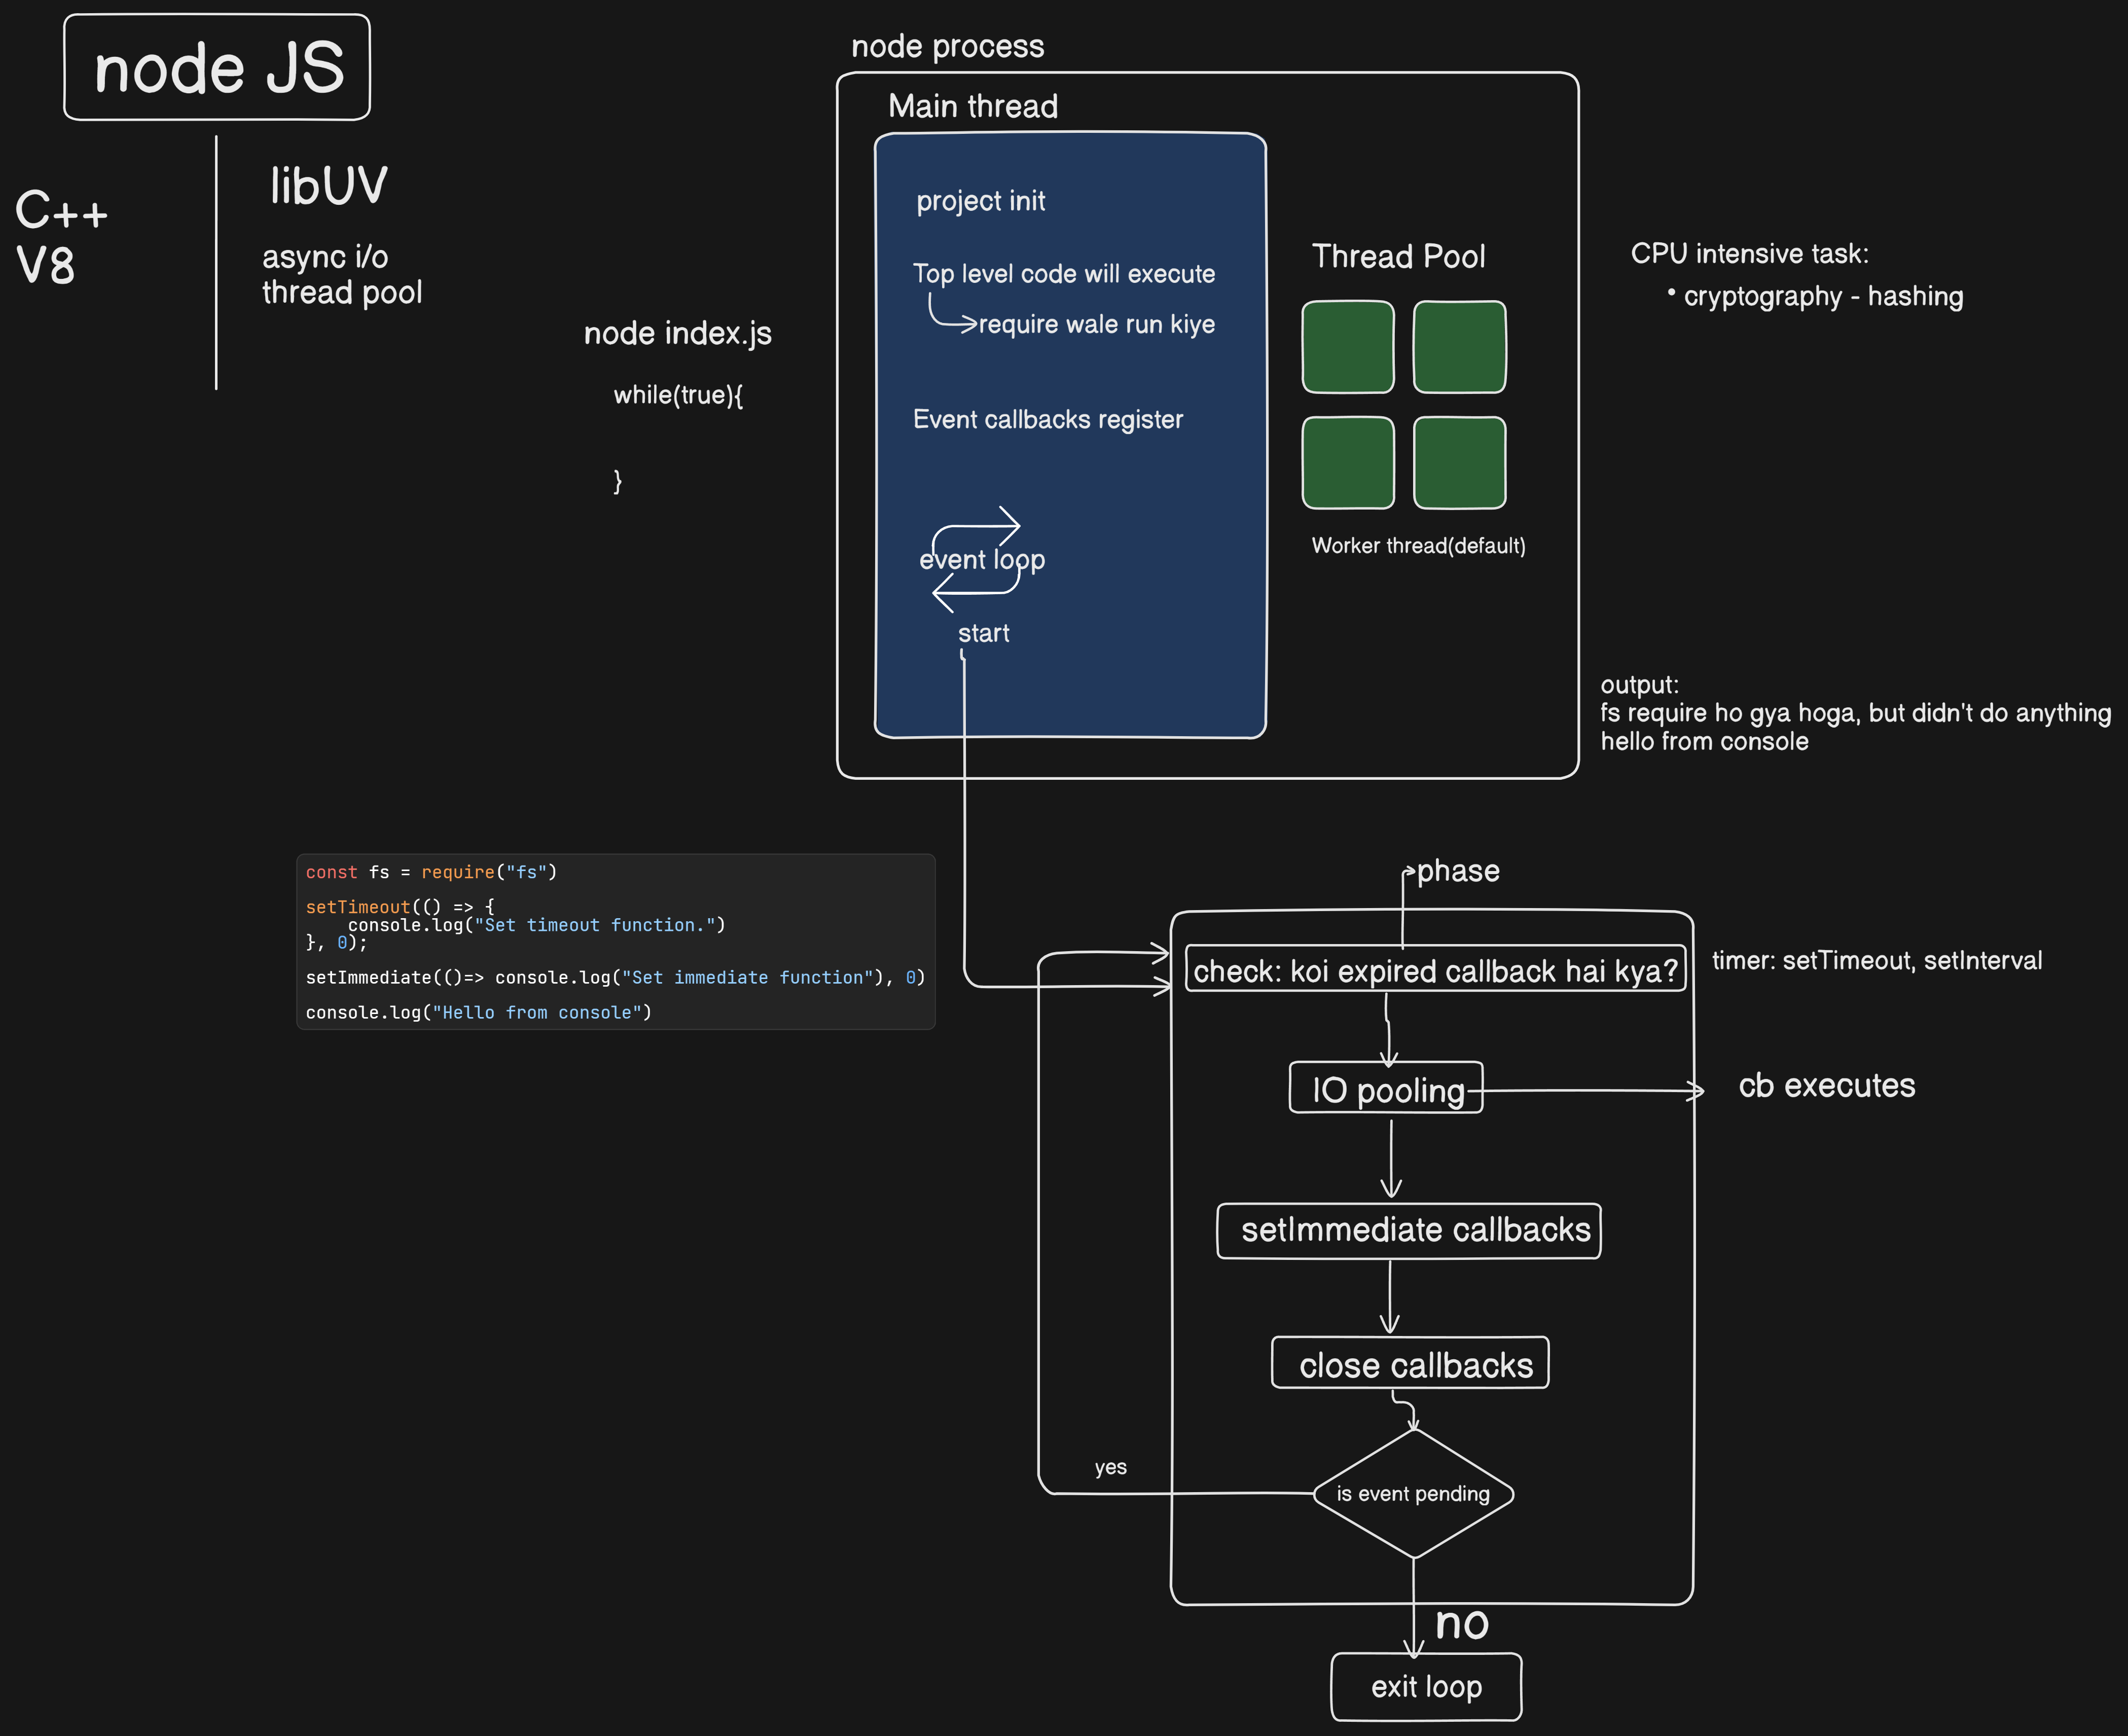 node JS
C++
V8
libUV
async i/o
thread pool
node index.js
while(true){
}
node process
Main thread
project init
Top level code will execute
require wale run kiye
Event callbacks register
event loop
start
Thread Pool
Worker thread(default)
CPU intensive task:
• cryptography - hashing
output:
fs require ho gya hoga, but didn't do anything
hello from console
const fs = require("fs")
setTimeout(() => {
    console.log("Set timeout function.")
}, 0);
setImmediate(()=> console.log("Set immediate function"), 0)
console.log("Hello from console")
phase
check: koi expired callback hai kya?
timer: setTimeout, setInterval
IO pooling
cb executes
setImmediate callbacks
close callbacks
is event pending
yes
no
exit loop